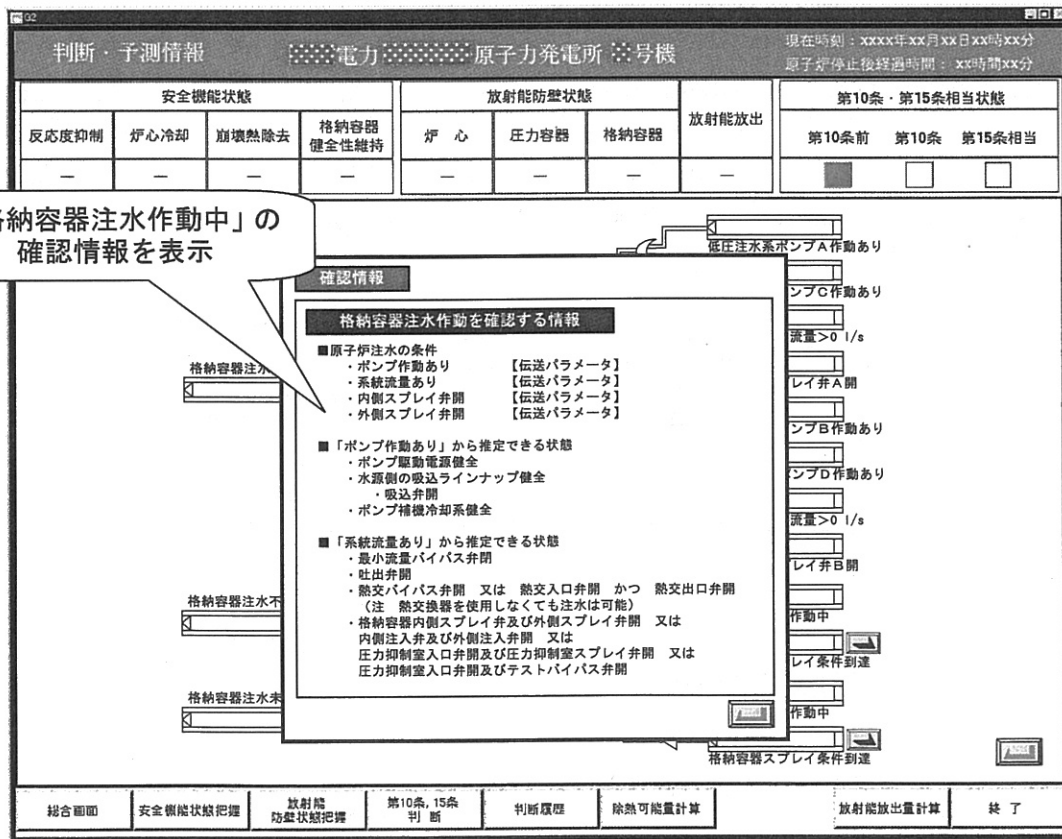 G2
判断・予測情報
電力 原子力発電所 号機
現在時刻：xxxx年xx月xx日xx時xx分
原子炉停止後経過時間： xx時間xx分
安全機能状態
放射能防壁状態
放射能放出
第10条・第15条相当状態
反応度抑制 炉心冷却 崩壊熱除去 格納容器
健全性維持
炉 心 圧力容器 格納容器
第10条前 第10条 第15条相当
― ― ― ― ― ― ― ―
格納容器注水作動中」の
確認情報を表示
確認情報
格納容器注水作動を確認する情報
■原子炉注水の条件
・ポンプ作動あり 【伝送パラメータ】
・系統流量あり 【伝送パラメータ】
・内側スプレイ弁開 【伝送パラメータ】
・外側スプレイ弁開 【伝送パラメータ】
■「ポンプ作動あり」から推定できる状態
・ポンプ駆動電源健全
・水源側の吸込ラインナップ健全
・吸込弁開
・ポンプ補機冷却系健全
■「系統流量あり」から推定できる状態
・最小流量バイパス弁閉
・吐出弁開
・熱交バイパス弁開 又は 熱交入口弁開 かつ 熱交出口弁開
（注 熱交換器を使用しなくても注水は可能）
・格納容器内側スプレイ弁及び外側スプレイ弁開 又は
内側注入弁及び外側注入弁開 又は
圧力抑制室入口弁開及び圧力抑制室スプレイ弁開 又は
圧力抑制室入口弁開及びテストバイパス弁開
格納容器注水
格納容器注水不
格納容器注水未
低圧注水系ポンプA作動あり
ンプC作動あり
流量>0 l/s
レイ弁A開
ンプB作動あり
ンプD作動あり
流量>0 l/s
レイ弁B開
作動中
レイ条件到達
作動中
格納容器スプレイ条件到達
総合画面
安全機能状態把握
放射能
防壁状態把握
第10条, 15条
判 断
判断履歴
除熱可能量計算
放射能放出量計算
終 了